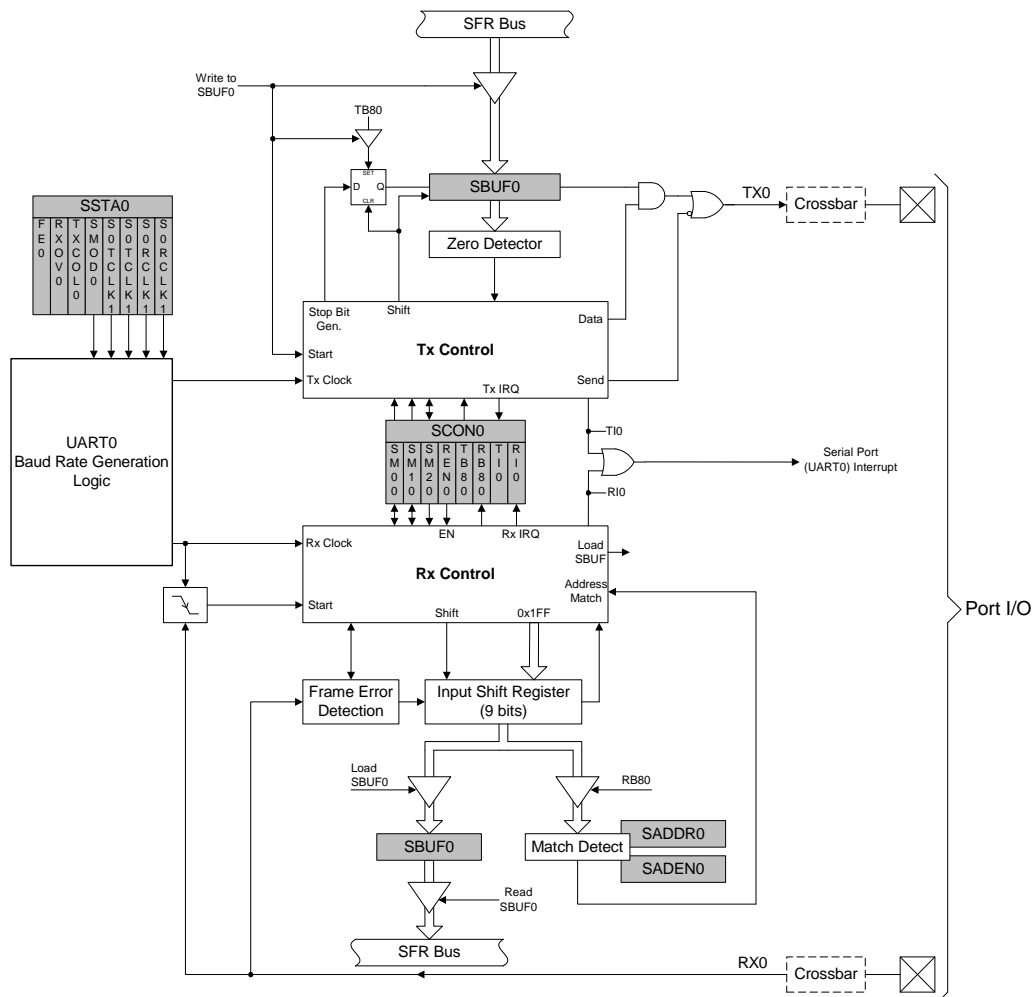 SFR Bus
Write to
SBUF0
TB80
SET
D
Q
CLR
SBUF0
TX0
Crossbar
SSTA0
FE0
RXOV0
TXCOL0
SMOD0
S0TCLK1
S0TCLK1
S0RCLK1
S0RCLK1
Zero Detector
Stop Bit
Gen.
Shift
Data
Tx Control
Start
Tx Clock
Send
Tx IRQ
UART0
Baud Rate Generation
Logic
SCON0
SM00
SM10
SM20
REN0
TB80
RB80
TI0
RI0
TI0
Serial Port
(UART0) Interrupt
RI0
Rx Clock
EN
Rx IRQ
Load
SBUF
Rx Control
Address
Match
Start
Shift
0x1FF
Port I/O
Frame Error
Detection
Input Shift Register
(9 bits)
Load
SBUF0
RB80
SBUF0
Match Detect
SADDR0
SADEN0
Read
SBUF0
SFR Bus
RX0
Crossbar